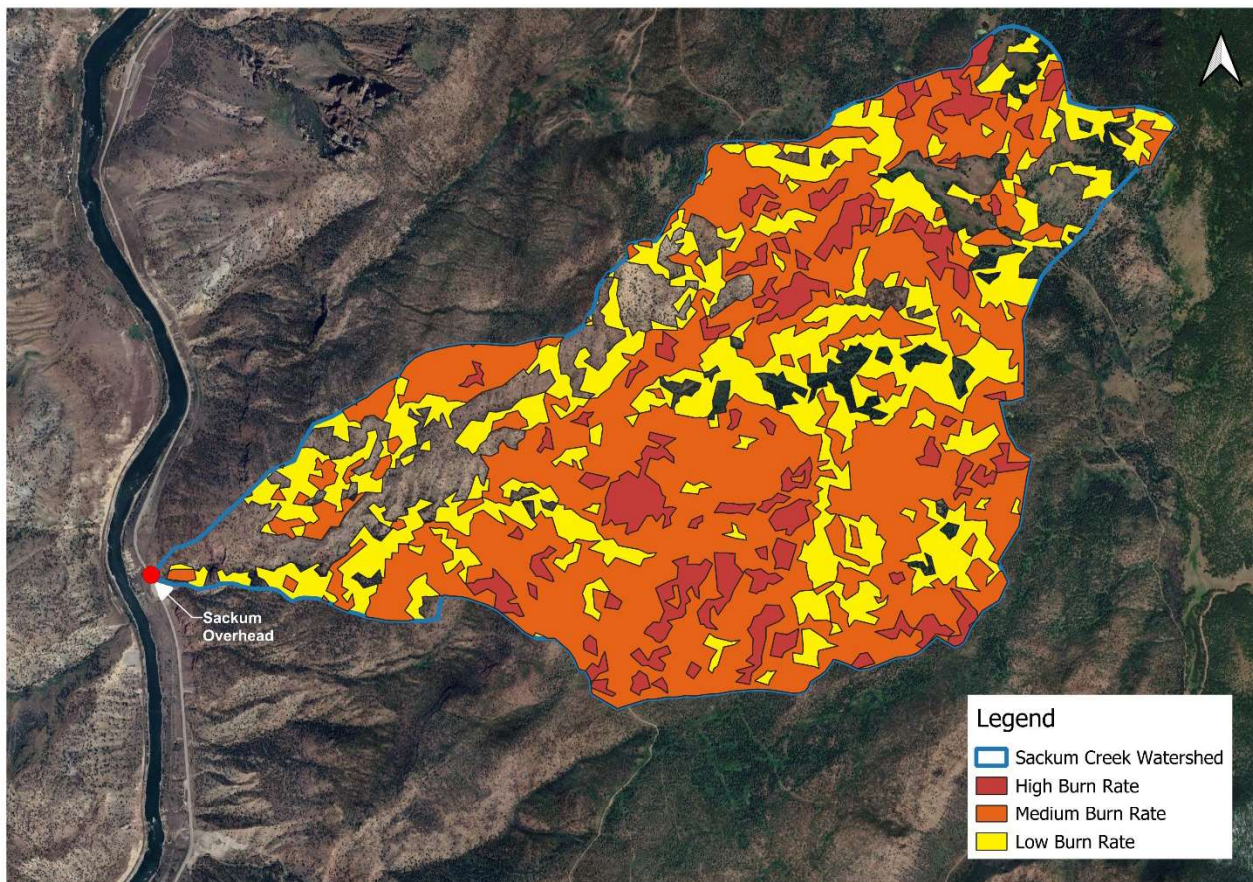 Sackum
Overhead
Legend
Sackum Creek Watershed
High Burn Rate
Medium Burn Rate
Low Burn Rate